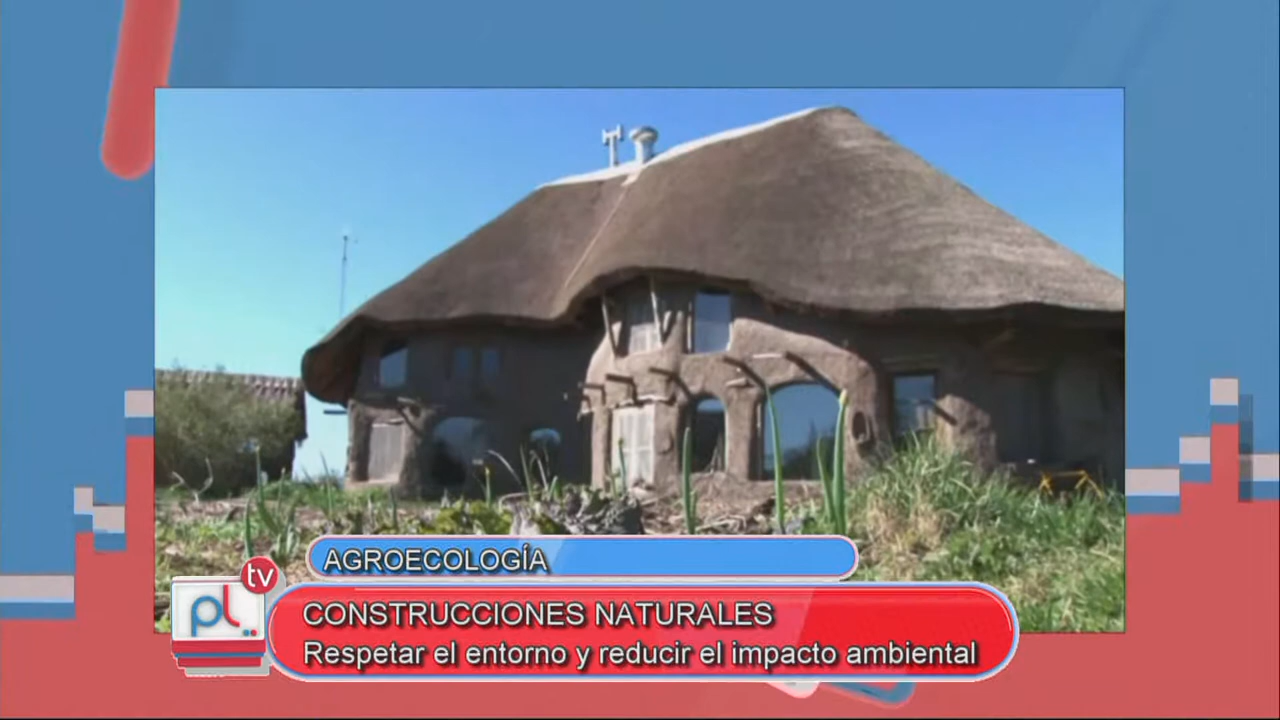 AGROECOLOGÍA
tv
pL
CONSTRUCCIONES NATURALES
Respetar el entorno y reducir el impacto ambiental